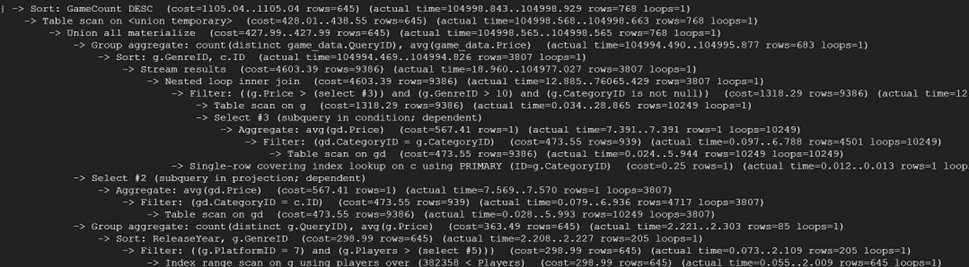 | -> Sort: GameCount DESC (cost=1105.04..1105.04 rows=645) (actual time=104998.843..104998.929 rows=768 loops=1)
-> Table scan on <union temporary> (cost=428.01..438.55 rows=645) (actual time=104998.568..104998.663 rows=768 loops=1)
-> Union all materialize (cost=427.99..427.99 rows=645) (actual time=104998.565..104998.565 rows=768 loops=1)
-> Group aggregate: count(distinct game_data.QueryID), avg(game_data.Price) (actual time=104994.490..104995.877 rows=683 loops=1)
-> Sort: g.GenreID, c.ID (actual time=104994.469..104994.826 rows=3807 loops=1)
-> Stream results (cost=4603.39 rows=9386) (actual time=18.960..104977.027 rows=3807 loops=1)
-> Nested loop inner join (cost=4603.39 rows=9386) (actual time=12.885..76065.429 rows=3807 loops=1)
-> Filter: ((g.Price > (select #3)) and (g.GenreID > 10) and (g.CategoryID is not null)) (cost=1318.29 rows=9386) (actual time=12
-> Table scan on g (cost=1318.29 rows=9386) (actual time=0.034..28.865 rows=10249 loops=1)
-> Select #3 (subquery in condition; dependent)
-> Aggregate: avg(gd.Price) (cost=567.41 rows=1) (actual time=7.391..7.391 rows=1 loops=10249)
-> Filter: (gd.CategoryID = g.CategoryID) (cost=473.55 rows=939) (actual time=0.097..6.788 rows=4501 loops=10249)
-> Table scan on gd (cost=473.55 rows=9386) (actual time=0.024..5.944 rows=10249 loops=10249)
-> Single-row covering index lookup on c using PRIMARY (ID=g.CategoryID) (cost=0.25 rows=1) (actual time=0.012..0.013 rows=1 loop
-> Select #2 (subquery in projection; dependent)
-> Aggregate: avg(gd.Price) (cost=567.41 rows=1) (actual time=7.569..7.570 rows=1 loops=3807)
-> Filter: (gd.CategoryID = c.ID) (cost=473.55 rows=939) (actual time=0.079..6.936 rows=4717 loops=3807)
-> Table scan on gd (cost=473.55 rows=9386) (actual time=0.028..5.993 rows=10249 loops=3807)
-> Group aggregate: count(distinct g.QueryID), avg(g.Price) (cost=363.49 rows=645) (actual time=2.221..2.303 rows=85 loops=1)
-> Sort: ReleaseYear, g.GenreID (cost=298.99 rows=645) (actual time=2.208..2.227 rows=205 loops=1)
-> Filter: ((g.PlatformID = 7) and (g.Players > (select #5))) (cost=298.99 rows=645) (actual time=0.073..2.109 rows=205 loops=1)
-> Index range scan on g using players over (382358 < Players) (cost=298.99 rows=645) (actual time=0.055..2.009 rows=645 loops=1)